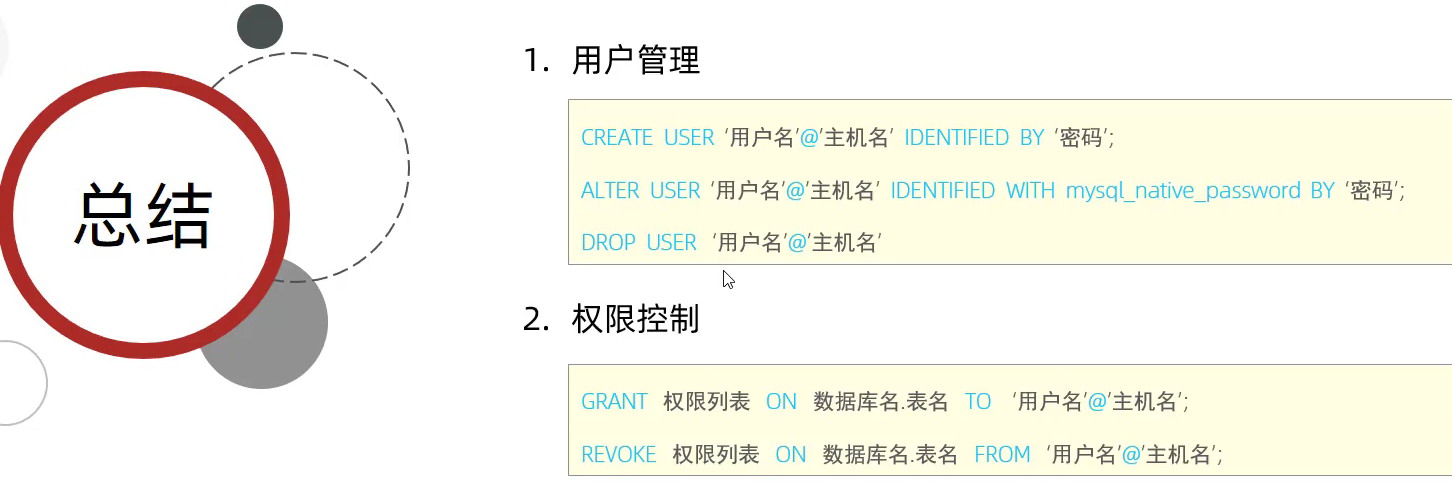 总结
1. 用户管理
CREATE USER '用户名'@'主机名' IDENTIFIED BY '密码';
ALTER USER '用户名'@'主机名' IDENTIFIED WITH mysql_native_password BY '密码';
DROP USER '用户名'@'主机名'
2. 权限控制
GRANT 权限列表 ON 数据库名.表名 TO '用户名'@'主机名';
REVOKE 权限列表 ON 数据库名.表名 FROM '用户名'@'主机名';